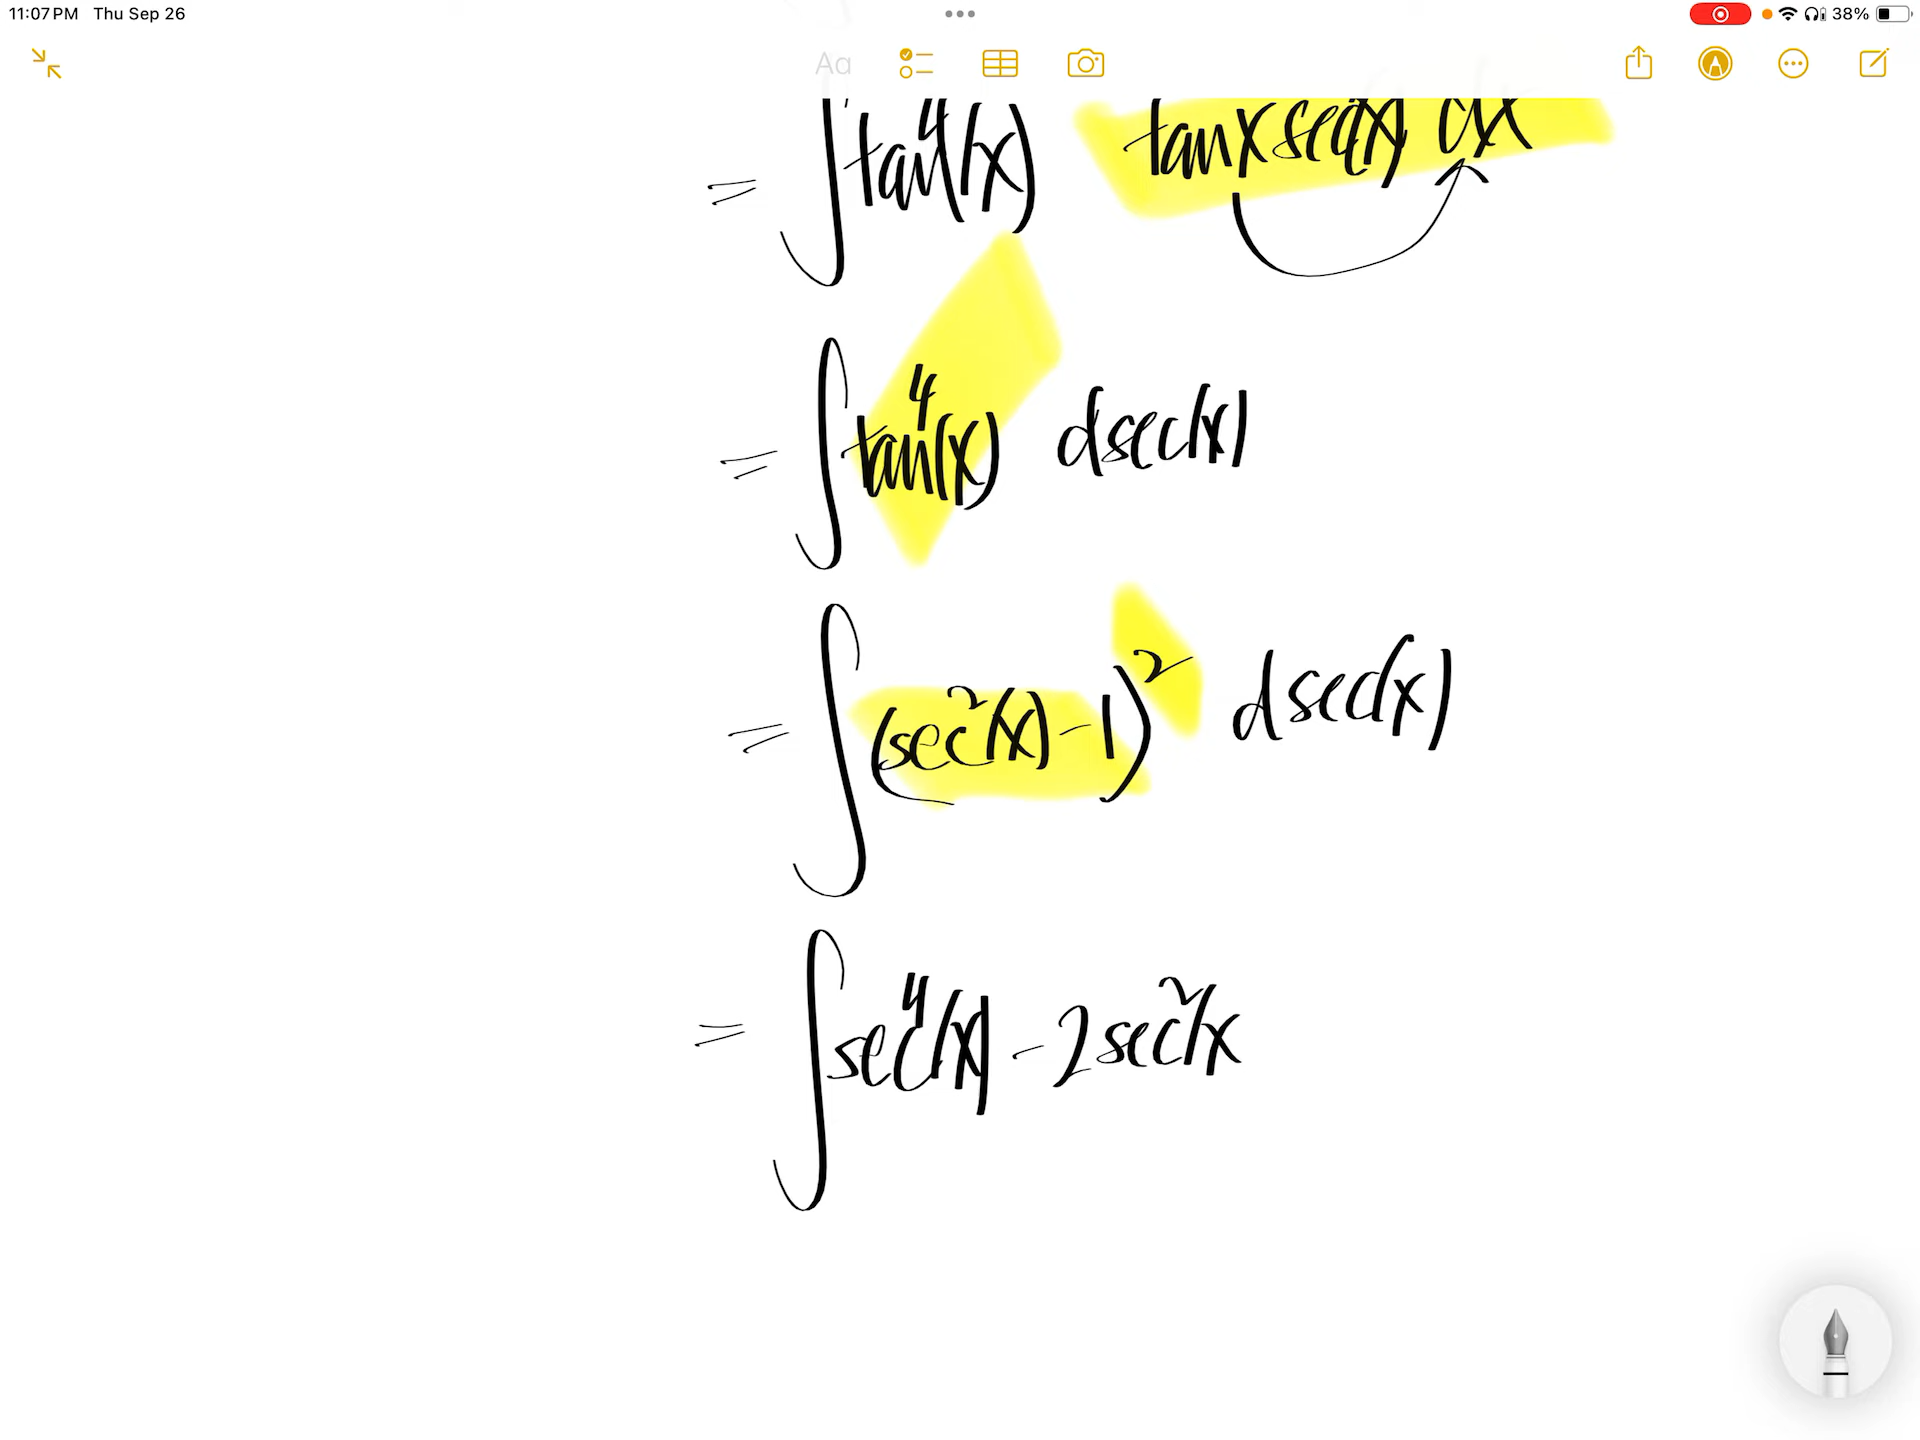 11:07 PM Thu Sep 26 38%
Aa
= ∫ tan⁴(x) tanx sec(x) dx
= ∫ tan⁴(x) dsec(x)
= ∫ (sec²(x) - 1)² dsec(x)
= ∫ sec⁴(x) - 2sec²(x